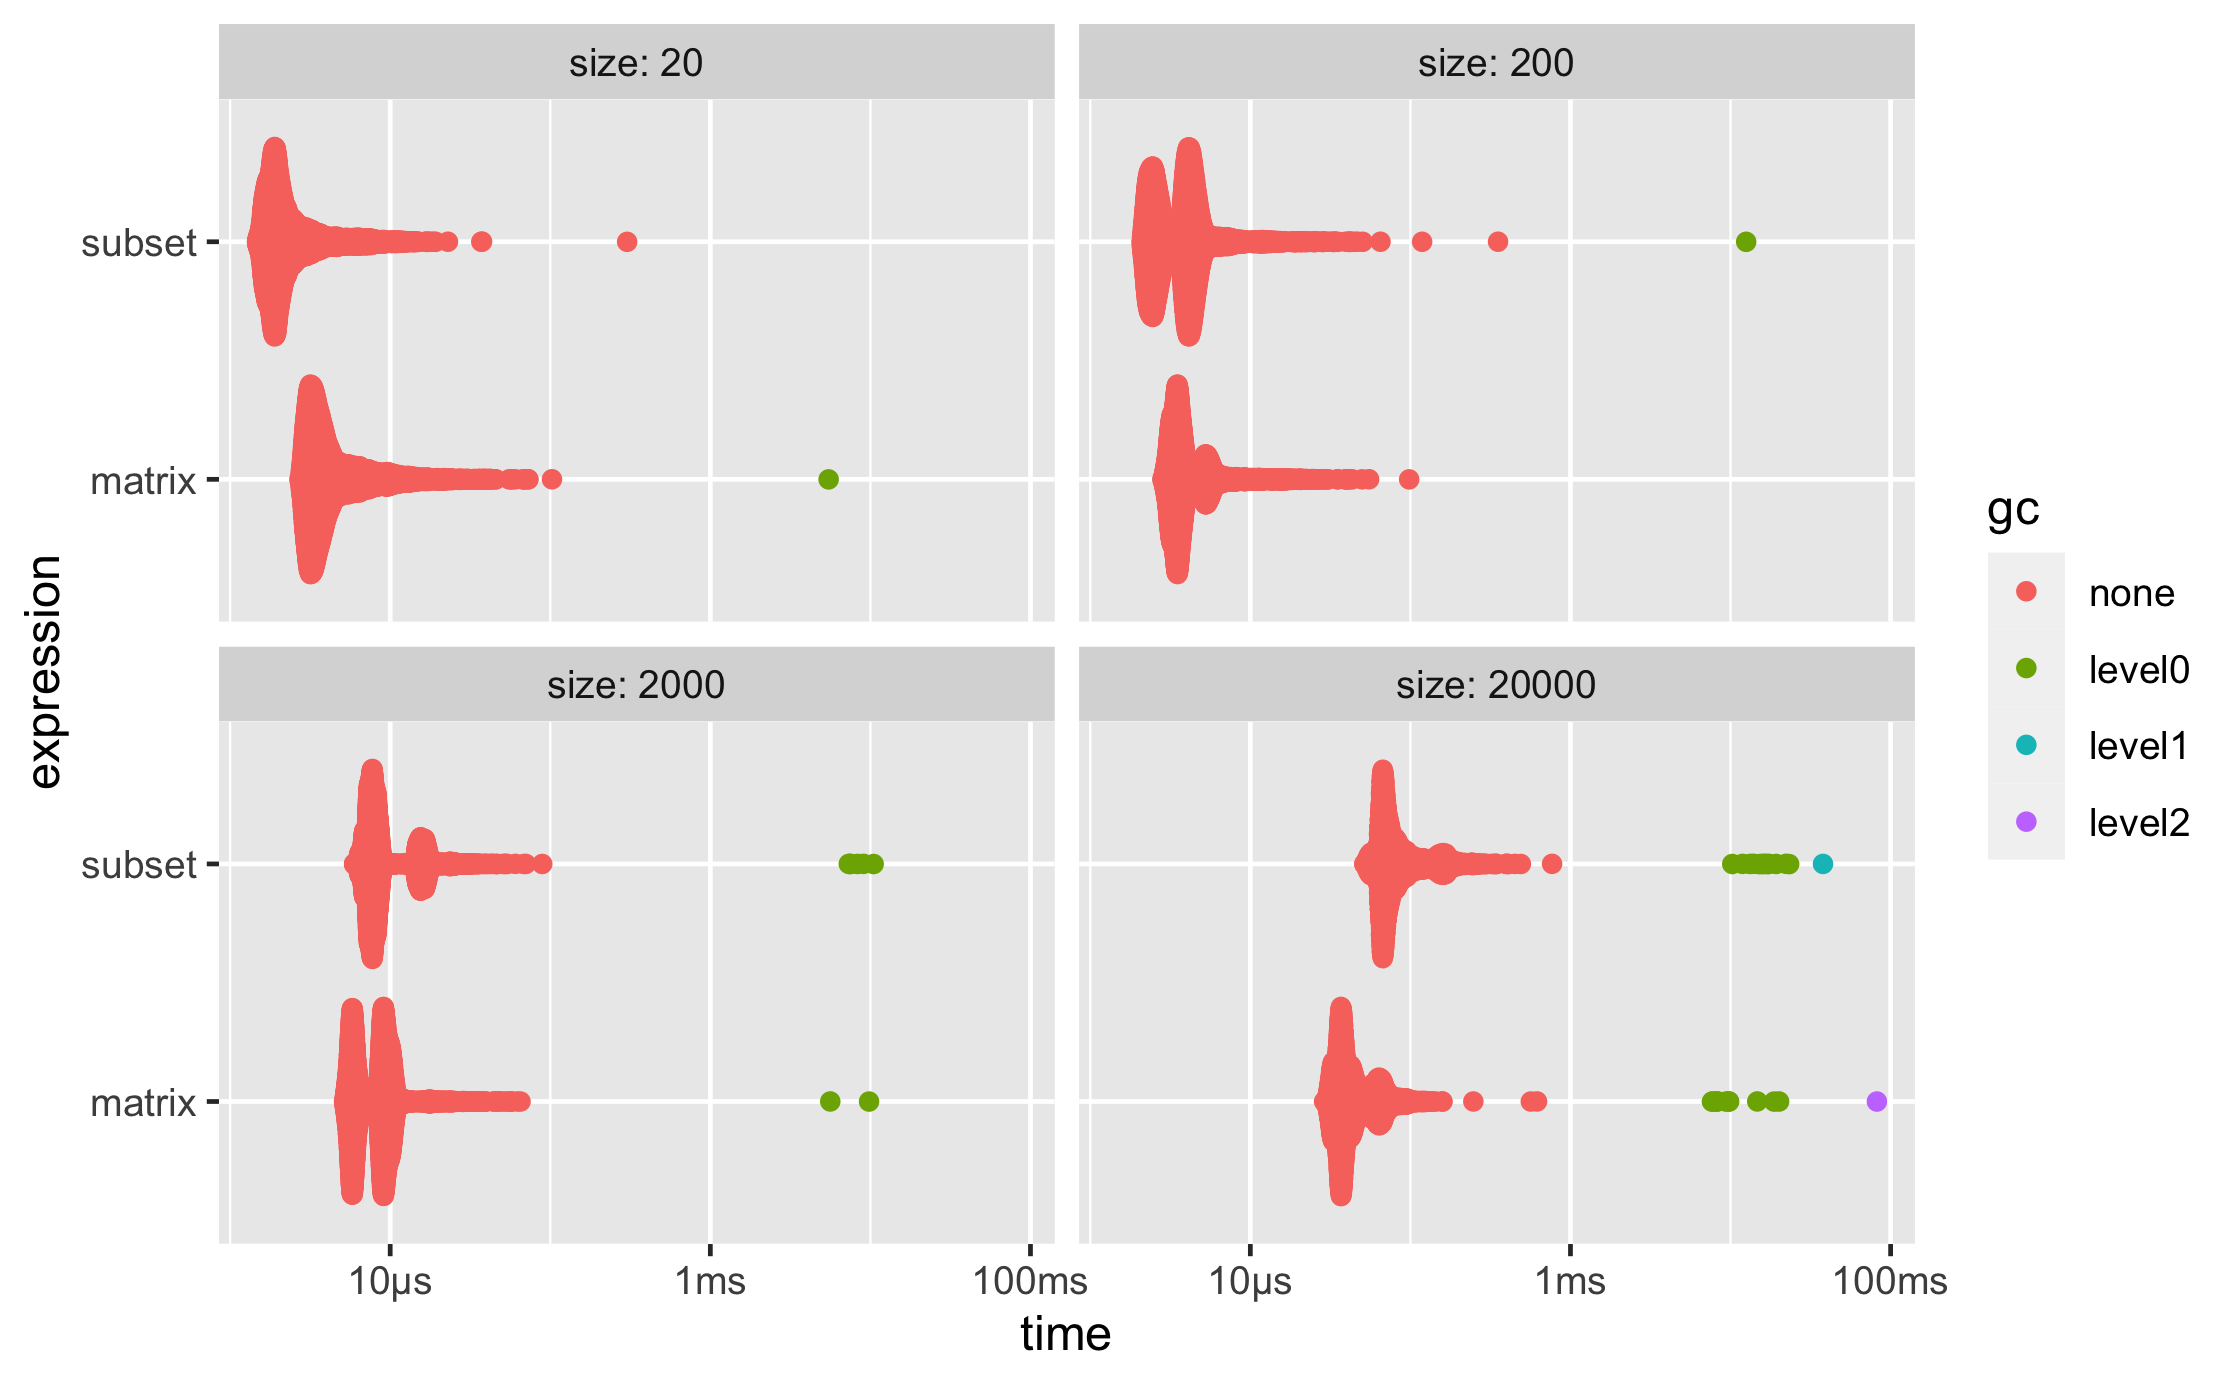 size: 20
size: 200
subset
matrix
size: 2000
size: 20000
subset
matrix
10µs
1ms
100ms
10µs
1ms
100ms
time
expression
gc
none
level0
level1
level2